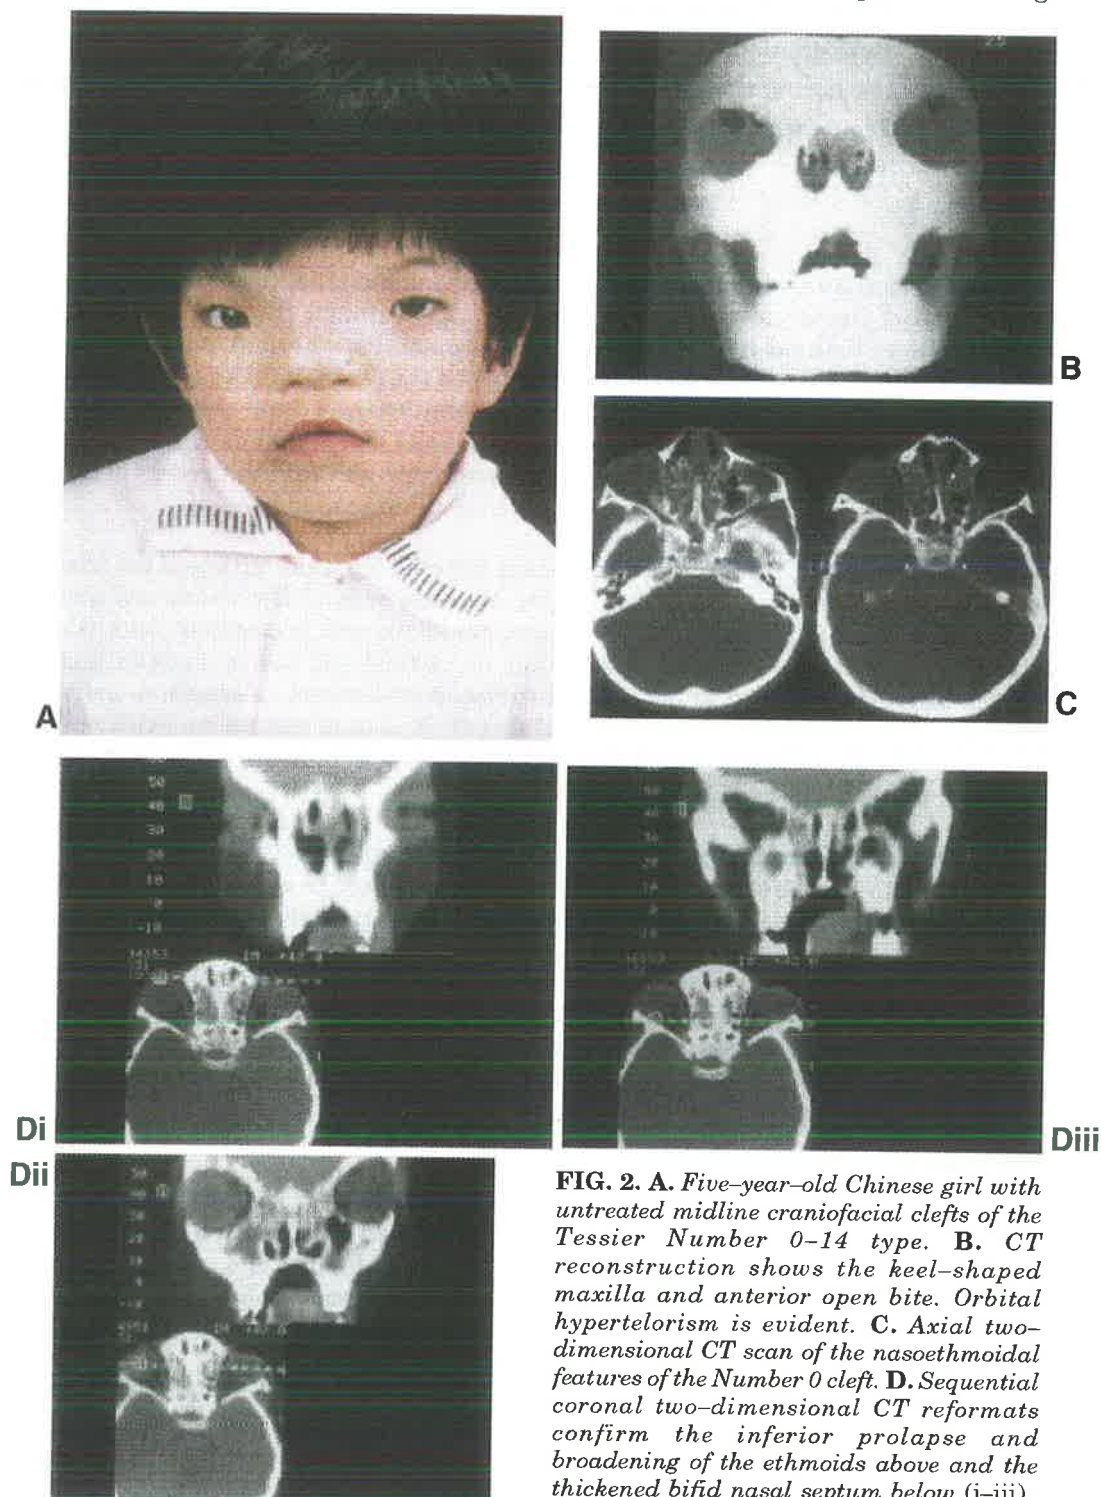 A
B
C
Di
Diii
Dii
FIG. 2. A. Five–year–old Chinese girl with
untreated midline craniofacial clefts of the
Tessier Number 0–14 type. B. CT
reconstruction shows the keel–shaped
maxilla and anterior open bite. Orbital
hypertelorism is evident. C. Axial two–
dimensional CT scan of the nasoethmoidal
features of the Number 0 cleft. D. Sequential
coronal two–dimensional CT reformats
confirm the inferior prolapse and
broadening of the ethmoids above and the
thickened bifid nasal septum below (i–iii).